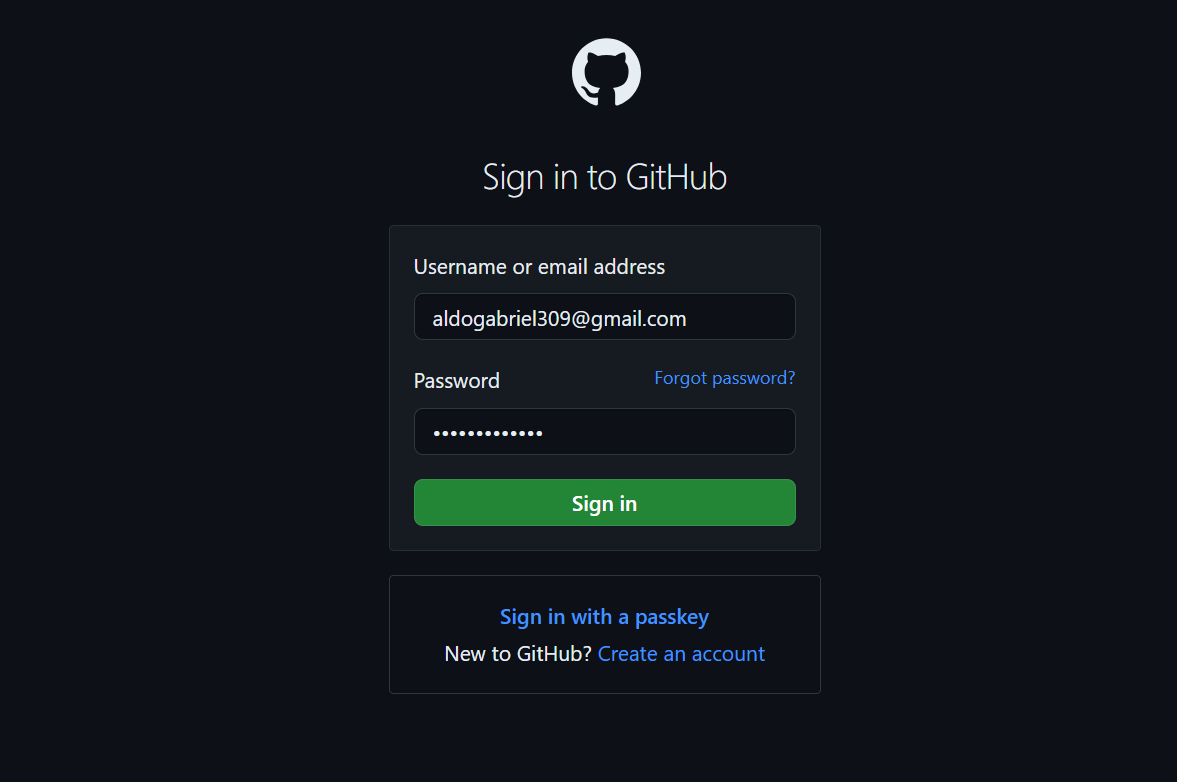 Sign in to GitHub
Username or email address
aldogabriel309@gmail.com
Password Forgot password?
•••••••••••••
Sign in
Sign in with a passkey
New to GitHub? Create an account